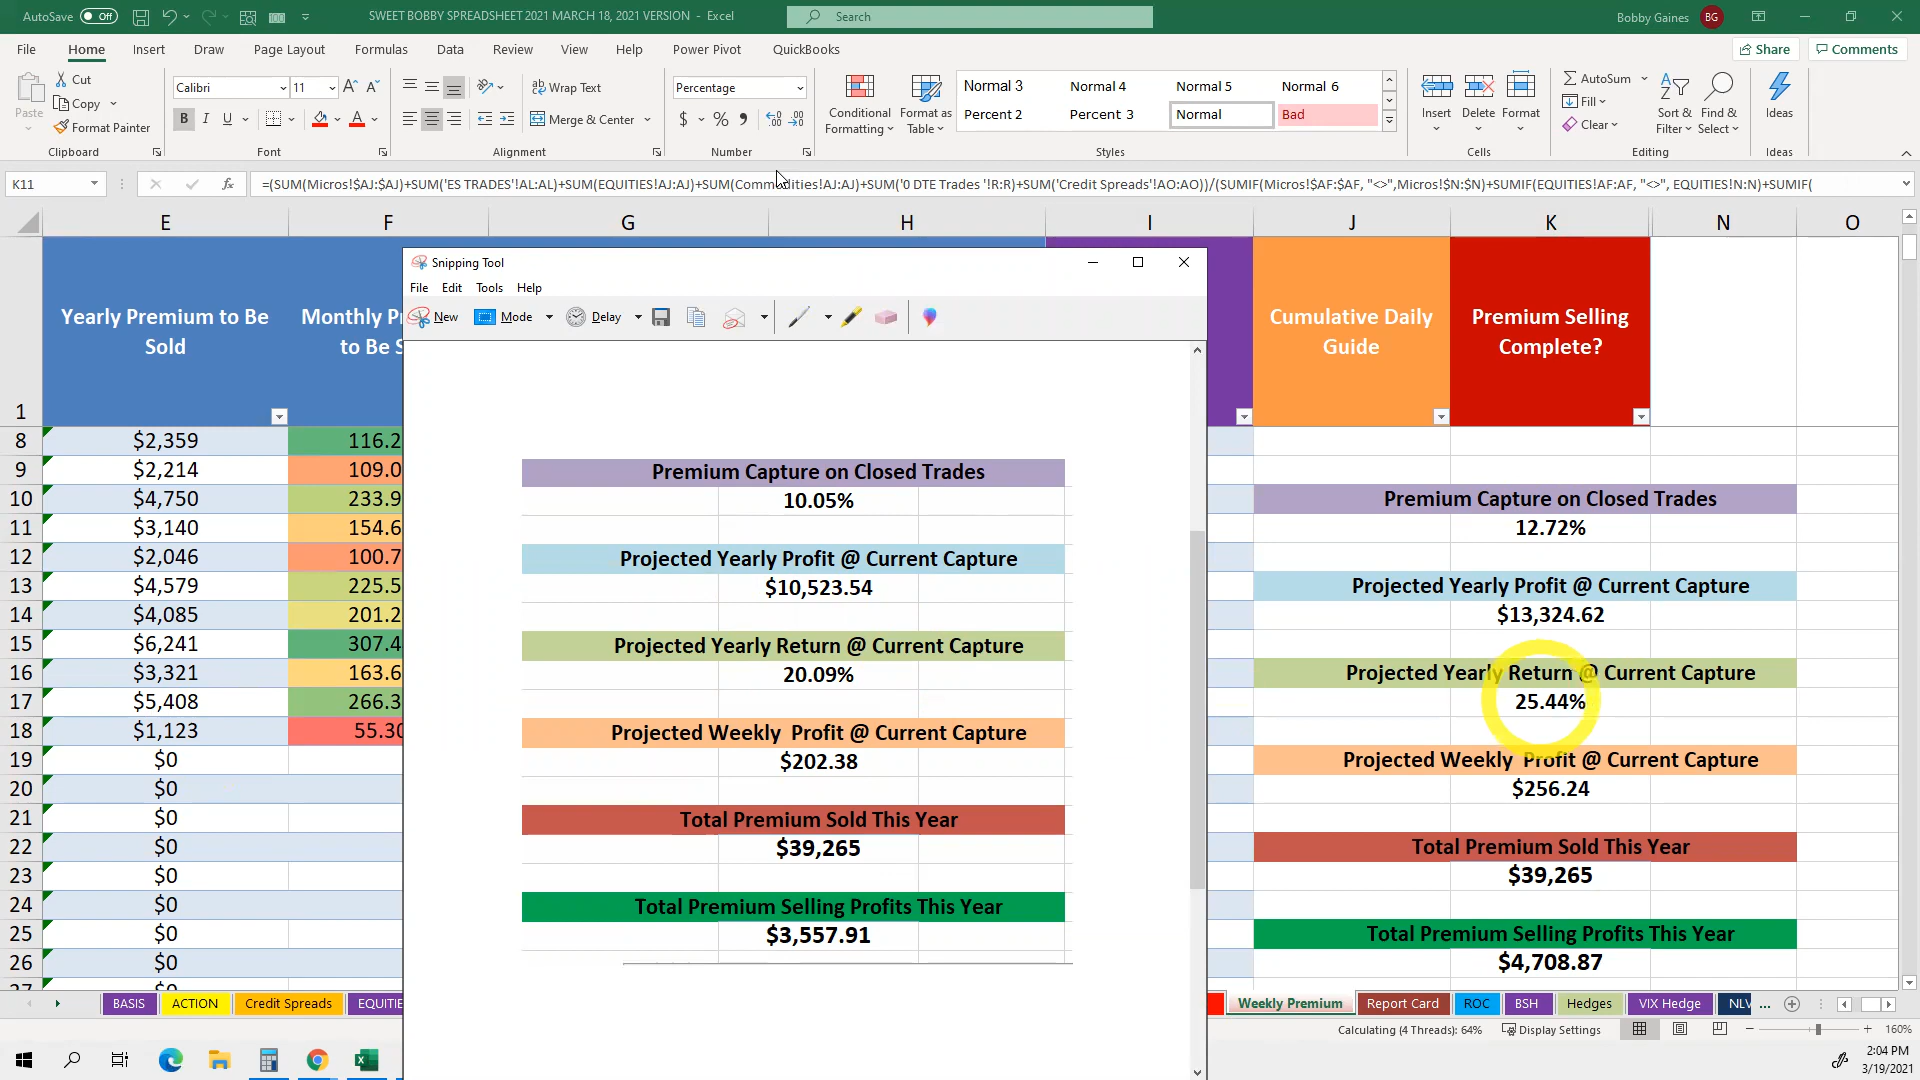 AutoSave Off SWEET BOBBY SPREADSHEET 2021 MARCH 18, 2021 VERSION - Excel Search Bobby Gaines BG
File Home Insert Draw Page Layout Formulas Data Review View Help Power Pivot QuickBooks Share Comments
Paste Cut Copy Format Painter Clipboard
Calibri 11 B I U A A Font
Wrap Text Merge & Center Alignment
Percentage $ % Number
Conditional Formatting Format as Table
Normal 3 Normal 4 Normal 5 Normal 6
Percent 2 Percent 3 Normal Bad
Styles
Insert Delete Format Cells
AutoSum Fill Clear Sort & Filter Find & Select Editing
Ideas Ideas
K11 fx =(SUM(Micros!$AJ:$AJ)+SUM('ES TRADES'!AL:AL)+SUM(EQUITIES!AJ:AJ)+SUM(Commodities!AJ:AJ)+SUM('0 DTE Trades '!R:R)+SUM('Credit Spreads'!AO:AO))/(SUMIF(Micros!$AF:$AF, "<>",Micros!$N:$N)+SUMIF(EQUITIES!AF:AF, "<>", EQUITIES!N:N)+SUMIF(
E F G H I J K N O
1 Yearly Premium to Be Sold
Cumulative Daily Guide
Premium Selling Complete?
8 $2,359 116.2
9 $2,214 109.0
10 $4,750 233.9
11 $3,140 154.6
12 $2,046 100.7
13 $4,579 225.5
14 $4,085 201.2
15 $6,241 307.4
16 $3,321 163.6
17 $5,408 266.3
18 $1,123 55.30
19 $0
20 $0
21 $0
22 $0
23 $0
24 $0
25 $0
26 $0
Snipping Tool
File Edit Tools Help
New Mode Delay
Premium Capture on Closed Trades
10.05%
Projected Yearly Profit @ Current Capture
$10,523.54
Projected Yearly Return @ Current Capture
20.09%
Projected Weekly  Profit @ Current Capture
$202.38
Total Premium Sold This Year
$39,265
Total Premium Selling Profits This Year
$3,557.91
Premium Capture on Closed Trades
12.72%
Projected Yearly Profit @ Current Capture
$13,324.62
Projected Yearly Return @ Current Capture
25.44%
Projected Weekly  Profit @ Current Capture
$256.24
Total Premium Sold This Year
$39,265
Total Premium Selling Profits This Year
$4,708.87
BASIS ACTION Credit Spreads EQUITIE Weekly Premium Report Card ROC BSH Hedges VIX Hedge NLV ...
Calculating (4 Threads): 64% Display Settings 160%
2:04 PM
3/19/2021